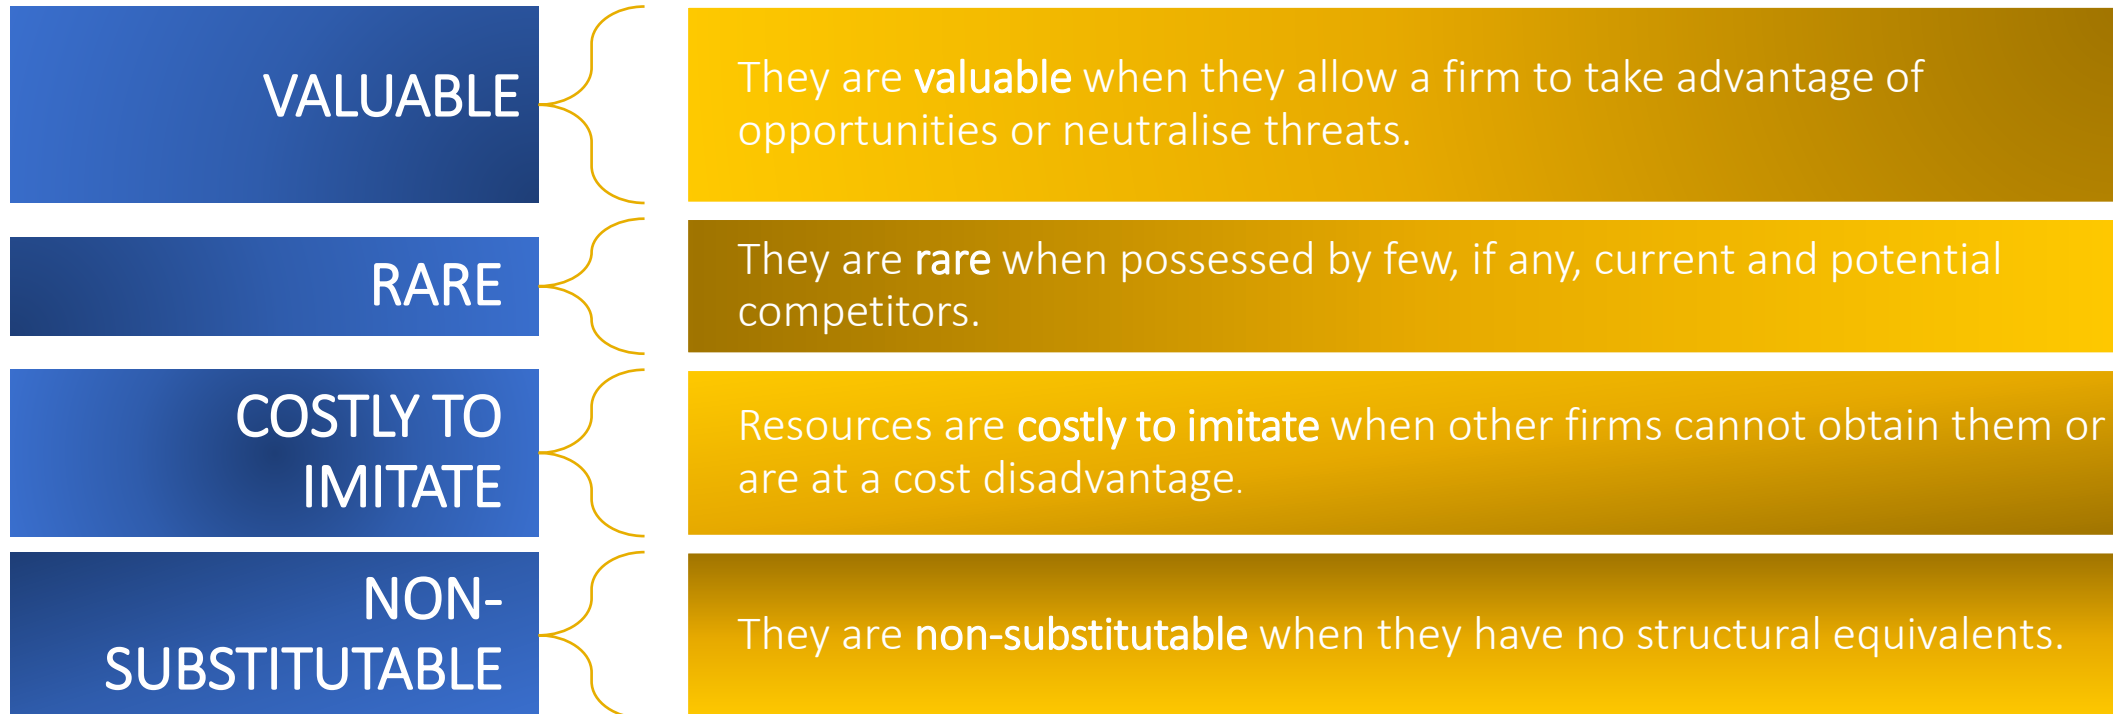 VALUABLE
They are valuable when they allow a firm to take advantage of
opportunities or neutralise threats.
RARE
They are rare when possessed by few, if any, current and potential
competitors.
COSTLY TO
IMITATE
Resources are costly to imitate when other firms cannot obtain them or
are at a cost disadvantage.
NON-
SUBSTITUTABLE
They are non-substitutable when they have no structural equivalents.